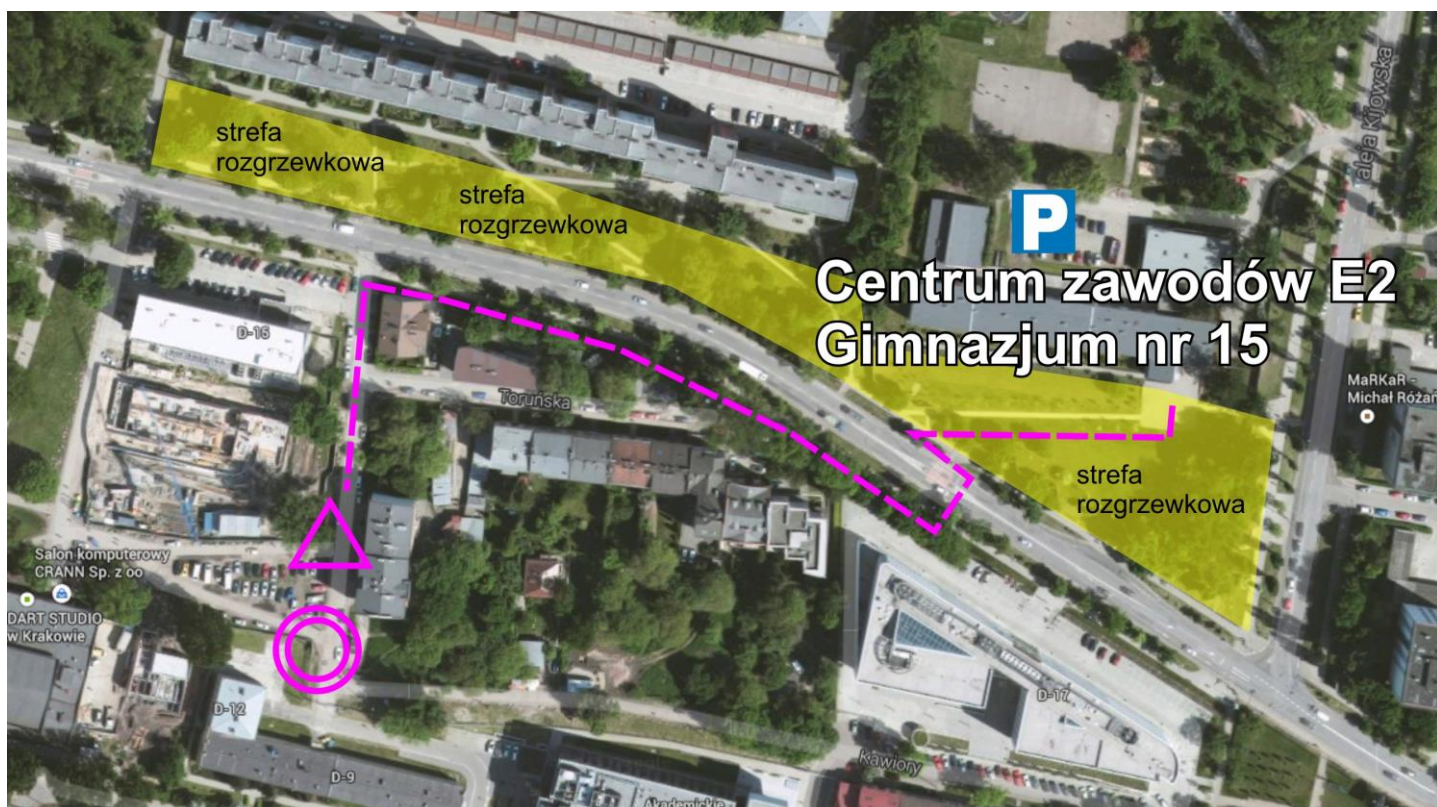 strefa
rozgrzewkowa
strefa
rozgrzewkowa
P
aleja Kijowska
Centrum zawodów E2
Gimnazjum nr 15
D-15
Toruńska
MaRKaR -
Michał Różań
strefa
rozgrzewkowa
Salon komputerowy
CRANN Sp. z oo
DART STUDIO
w Krakowie
D-12
D-17
D-9
Kawiory
Akademickie